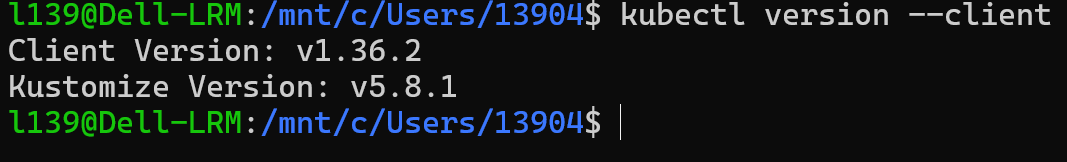 l139@Dell-LRM:/mnt/c/Users/13904$ kubectl version --client
Client Version: v1.36.2
Kustomize Version: v5.8.1
l139@Dell-LRM:/mnt/c/Users/13904$